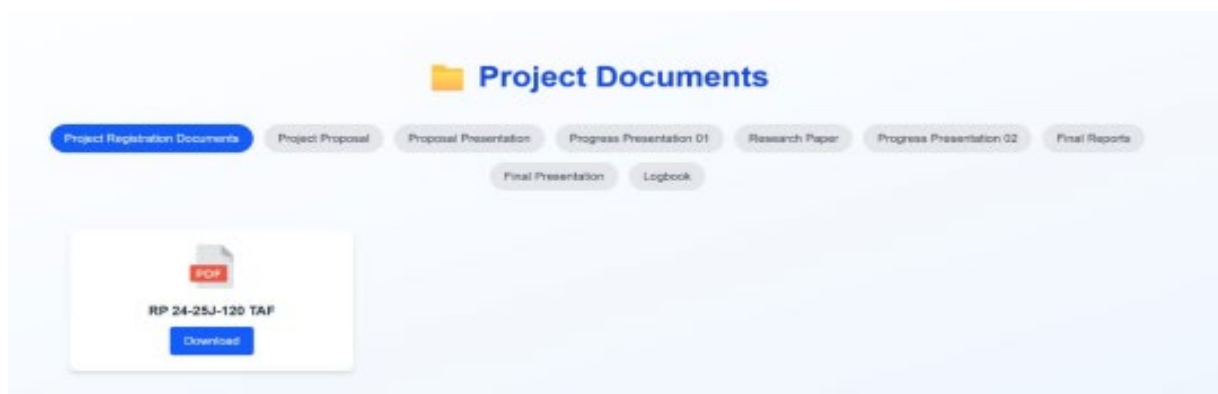 Project Documents
Project Registration Documents Project Proposal Proposal Presentation Progress Presentation 01 Research Paper Progress Presentation 02 Final Reports
Final Presentation Logbook
PDF
RP 24-25J-120 TAF
Download